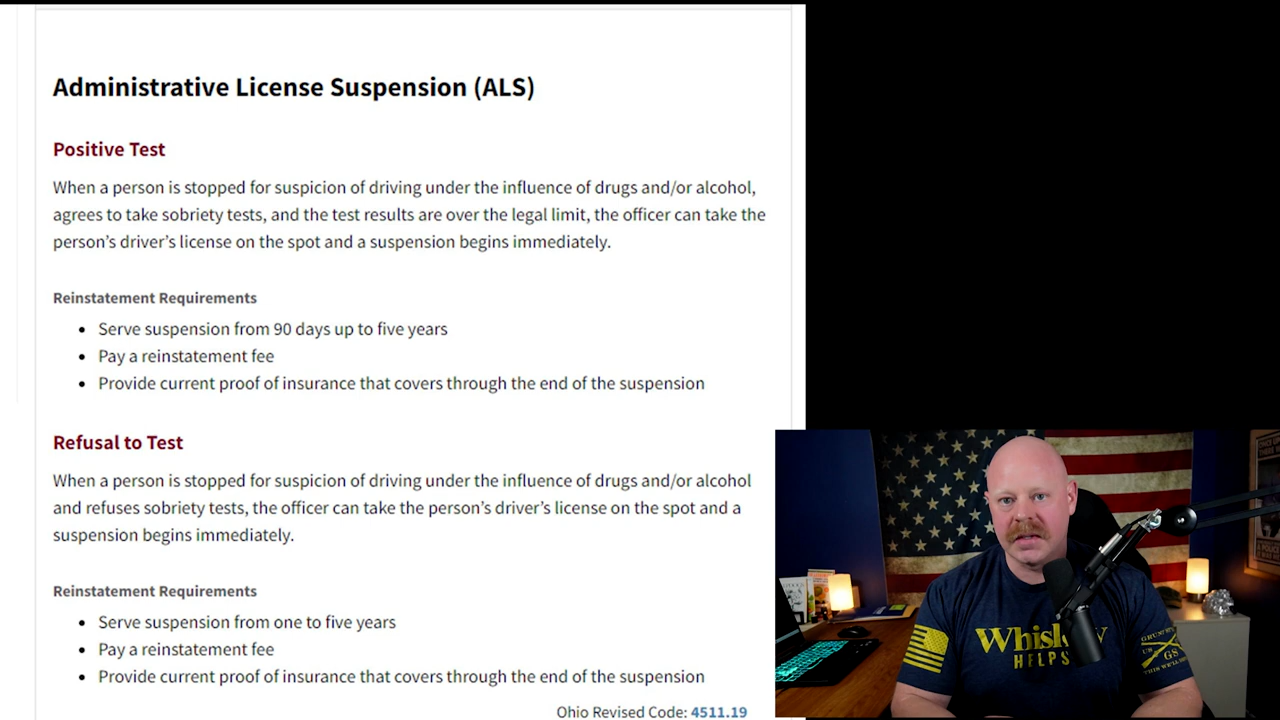 Administrative License Suspension (ALS)
Positive Test
When a person is stopped for suspicion of driving under the influence of drugs and/or alcohol,
agrees to take sobriety tests, and the test results are over the legal limit, the officer can take the
person’s driver’s license on the spot and a suspension begins immediately.
Reinstatement Requirements
• Serve suspension from 90 days up to five years
• Pay a reinstatement fee
• Provide current proof of insurance that covers through the end of the suspension
Refusal to Test
When a person is stopped for suspicion of driving under the influence of drugs and/or alcohol
and refuses sobriety tests, the officer can take the person’s driver’s license on the spot and a
suspension begins immediately.
Reinstatement Requirements
• Serve suspension from one to five years
• Pay a reinstatement fee
• Provide current proof of insurance that covers through the end of the suspension
Ohio Revised Code: 4511.19
HELPS
GS